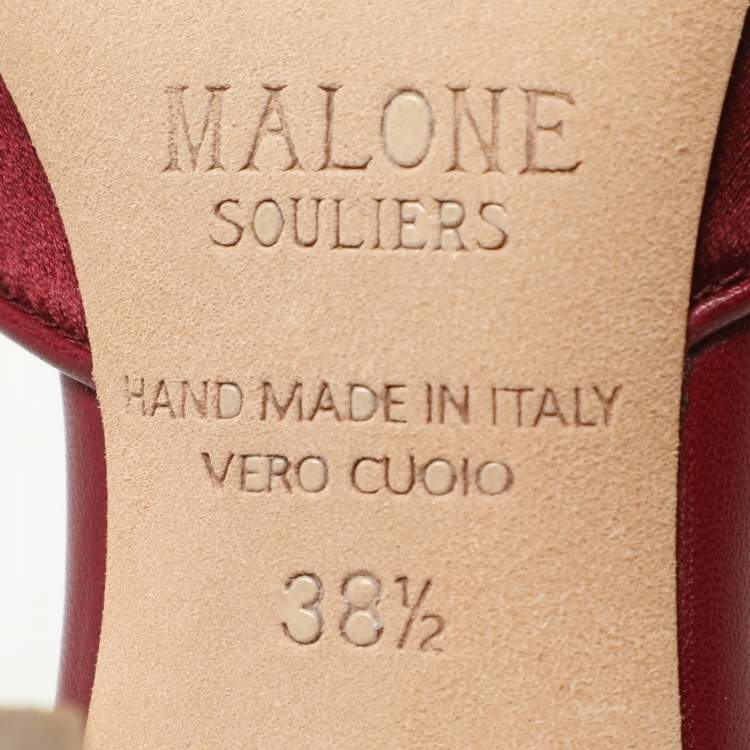 MALONE
SOULIERS
HAND MADE IN ITALY
VERO CUOIO
38½